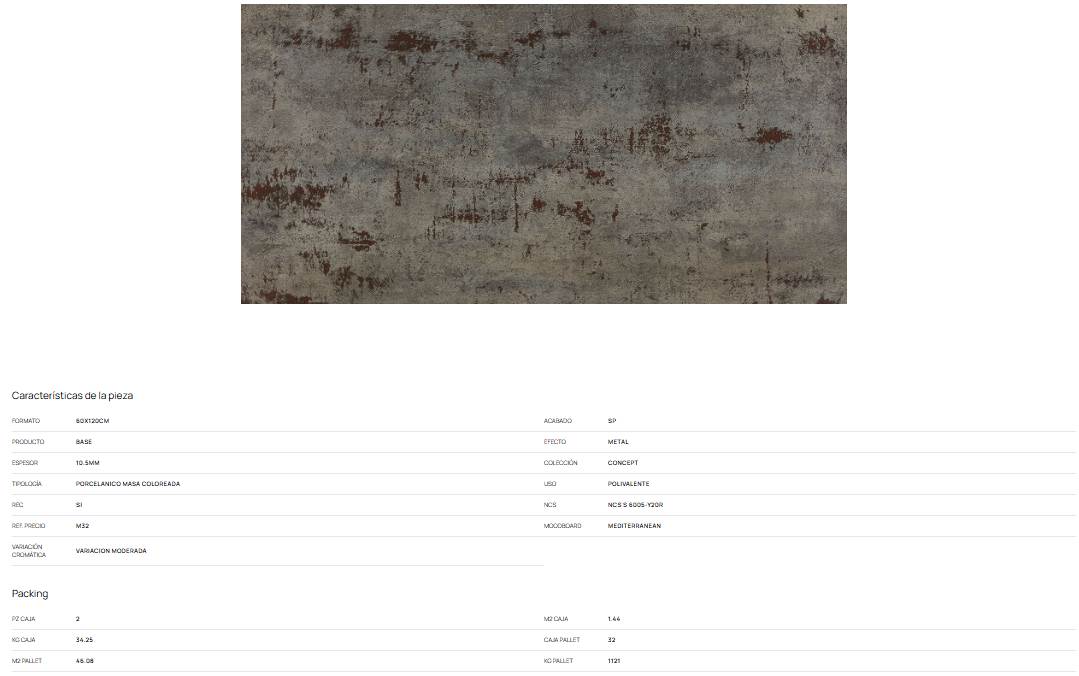 Características de la pieza
FORMATO 60X120CM
ACABADO SP
PRODUCTO BASE
EFECTO METAL
ESPESOR 10.5MM
COLECCIÓN CONCEPT
TIPOLOGÍA PORCELANICO MASA COLOREADA
USO POLIVALENTE
REC SI
NCS NCS S 6005-Y20R
REF. PRECIO M32
MOODBOARD MEDITERRANEAN
VARIACIÓN
CROMÁTICA VARIACION MODERADA
Packing
PZ CAJA 2
M2 CAJA 1.44
KG CAJA 34.25
CAJA PALLET 32
M2 PALLET 46.08
KG PALLET 1121